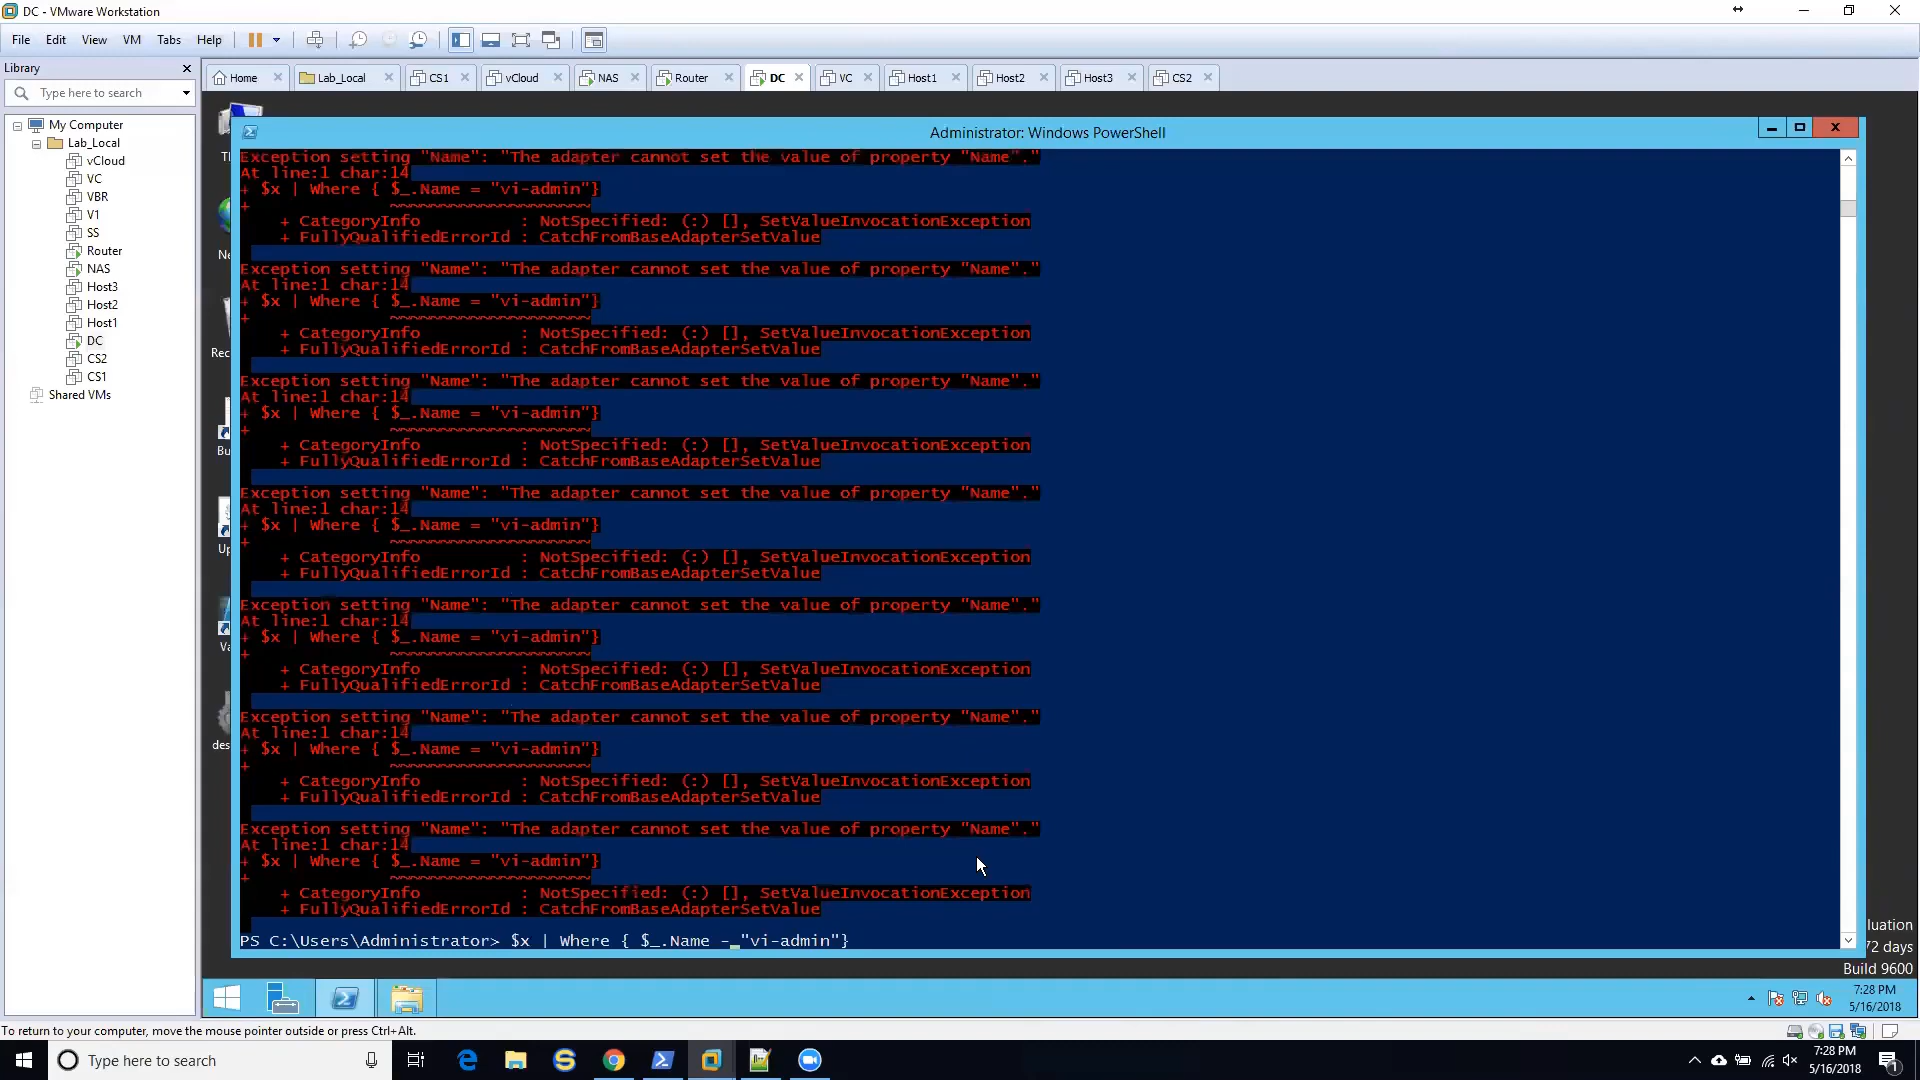 DC - VMware Workstation
File Edit View VM Tabs Help
Library
Type here to search
Home Lab_Local CS1 vCloud NAS Router DC VC Host1 Host2 Host3 CS2
My Computer
Lab_Local
vCloud
VC
VBR
V1
SS
Router
NAS
Host3
Host2
Host1
DC
CS2
CS1
Shared VMs
Administrator: Windows PowerShell
Exception setting "Name": "The adapter cannot set the value of property "Name"."
At line:1 char:14
+ $x | Where { $_.Name = "vi-admin"}
+              ~~~~~~~~~~~~~~~~~~~~
+ CategoryInfo          : NotSpecified: (:) [], SetValueInvocationException
+ FullyQualifiedErrorId : CatchFromBaseAdapterSetValue
Exception setting "Name": "The adapter cannot set the value of property "Name"."
At line:1 char:14
+ $x | Where { $_.Name = "vi-admin"}
+              ~~~~~~~~~~~~~~~~~~~~
+ CategoryInfo          : NotSpecified: (:) [], SetValueInvocationException
+ FullyQualifiedErrorId : CatchFromBaseAdapterSetValue
Exception setting "Name": "The adapter cannot set the value of property "Name"."
At line:1 char:14
+ $x | Where { $_.Name = "vi-admin"}
+              ~~~~~~~~~~~~~~~~~~~~
+ CategoryInfo          : NotSpecified: (:) [], SetValueInvocationException
+ FullyQualifiedErrorId : CatchFromBaseAdapterSetValue
Exception setting "Name": "The adapter cannot set the value of property "Name"."
At line:1 char:14
+ $x | Where { $_.Name = "vi-admin"}
+              ~~~~~~~~~~~~~~~~~~~~
+ CategoryInfo          : NotSpecified: (:) [], SetValueInvocationException
+ FullyQualifiedErrorId : CatchFromBaseAdapterSetValue
Exception setting "Name": "The adapter cannot set the value of property "Name"."
At line:1 char:14
+ $x | Where { $_.Name = "vi-admin"}
+              ~~~~~~~~~~~~~~~~~~~~
+ CategoryInfo          : NotSpecified: (:) [], SetValueInvocationException
+ FullyQualifiedErrorId : CatchFromBaseAdapterSetValue
Exception setting "Name": "The adapter cannot set the value of property "Name"."
At line:1 char:14
+ $x | Where { $_.Name = "vi-admin"}
+              ~~~~~~~~~~~~~~~~~~~~
+ CategoryInfo          : NotSpecified: (:) [], SetValueInvocationException
+ FullyQualifiedErrorId : CatchFromBaseAdapterSetValue
Exception setting "Name": "The adapter cannot set the value of property "Name"."
At line:1 char:14
+ $x | Where { $_.Name = "vi-admin"}
+              ~~~~~~~~~~~~~~~~~~~~
+ CategoryInfo          : NotSpecified: (:) [], SetValueInvocationException
+ FullyQualifiedErrorId : CatchFromBaseAdapterSetValue
PS C:\Users\Administrator> $x | Where { $_.Name -_"vi-admin"}
Ne
Rec
Bu
Up
Va
des
luation
72 days
Build 9600
7:28 PM
5/16/2018
To return to your computer, move the mouse pointer outside or press Ctrl+Alt.
Type here to search
7:28 PM
5/16/2018
1